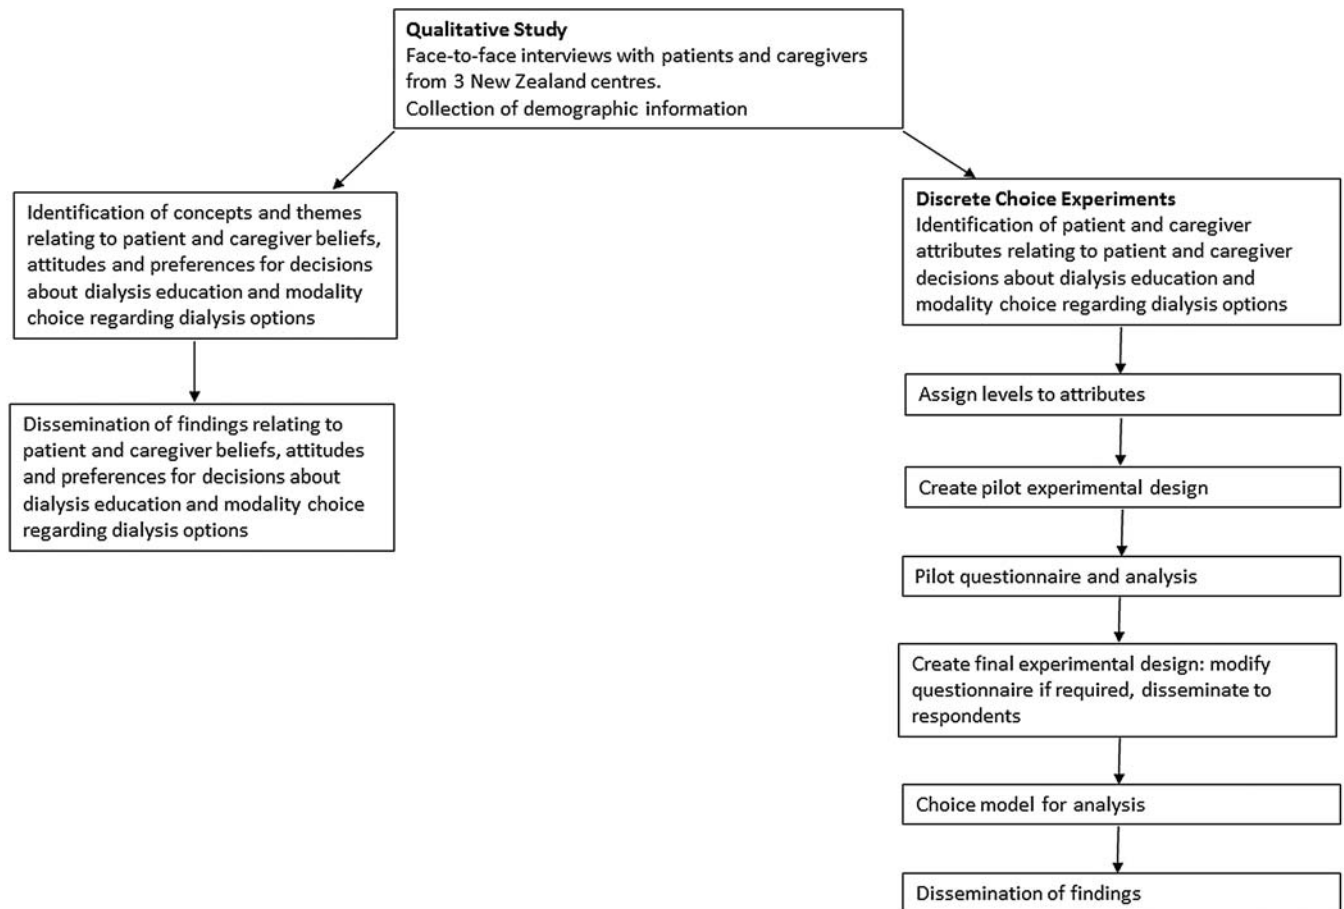 Qualitative Study
Face-to-face interviews with patients and caregivers
from 3 New Zealand centres.
Collection of demographic information
Identification of concepts and themes
relating to patient and caregiver beliefs,
attitudes and preferences for decisions
about dialysis education and modality
choice regarding dialysis options
Dissemination of findings relating to
patient and caregiver beliefs, attitudes
and preferences for decisions about
dialysis education and modality choice
regarding dialysis options
Discrete Choice Experiments
Identification of patient and caregiver
attributes relating to patient and caregiver
decisions about dialysis education and
modality choice regarding dialysis options
Assign levels to attributes
Create pilot experimental design
Pilot questionnaire and analysis
Create final experimental design: modify
questionnaire if required, disseminate to
respondents
Choice model for analysis
Dissemination of findings